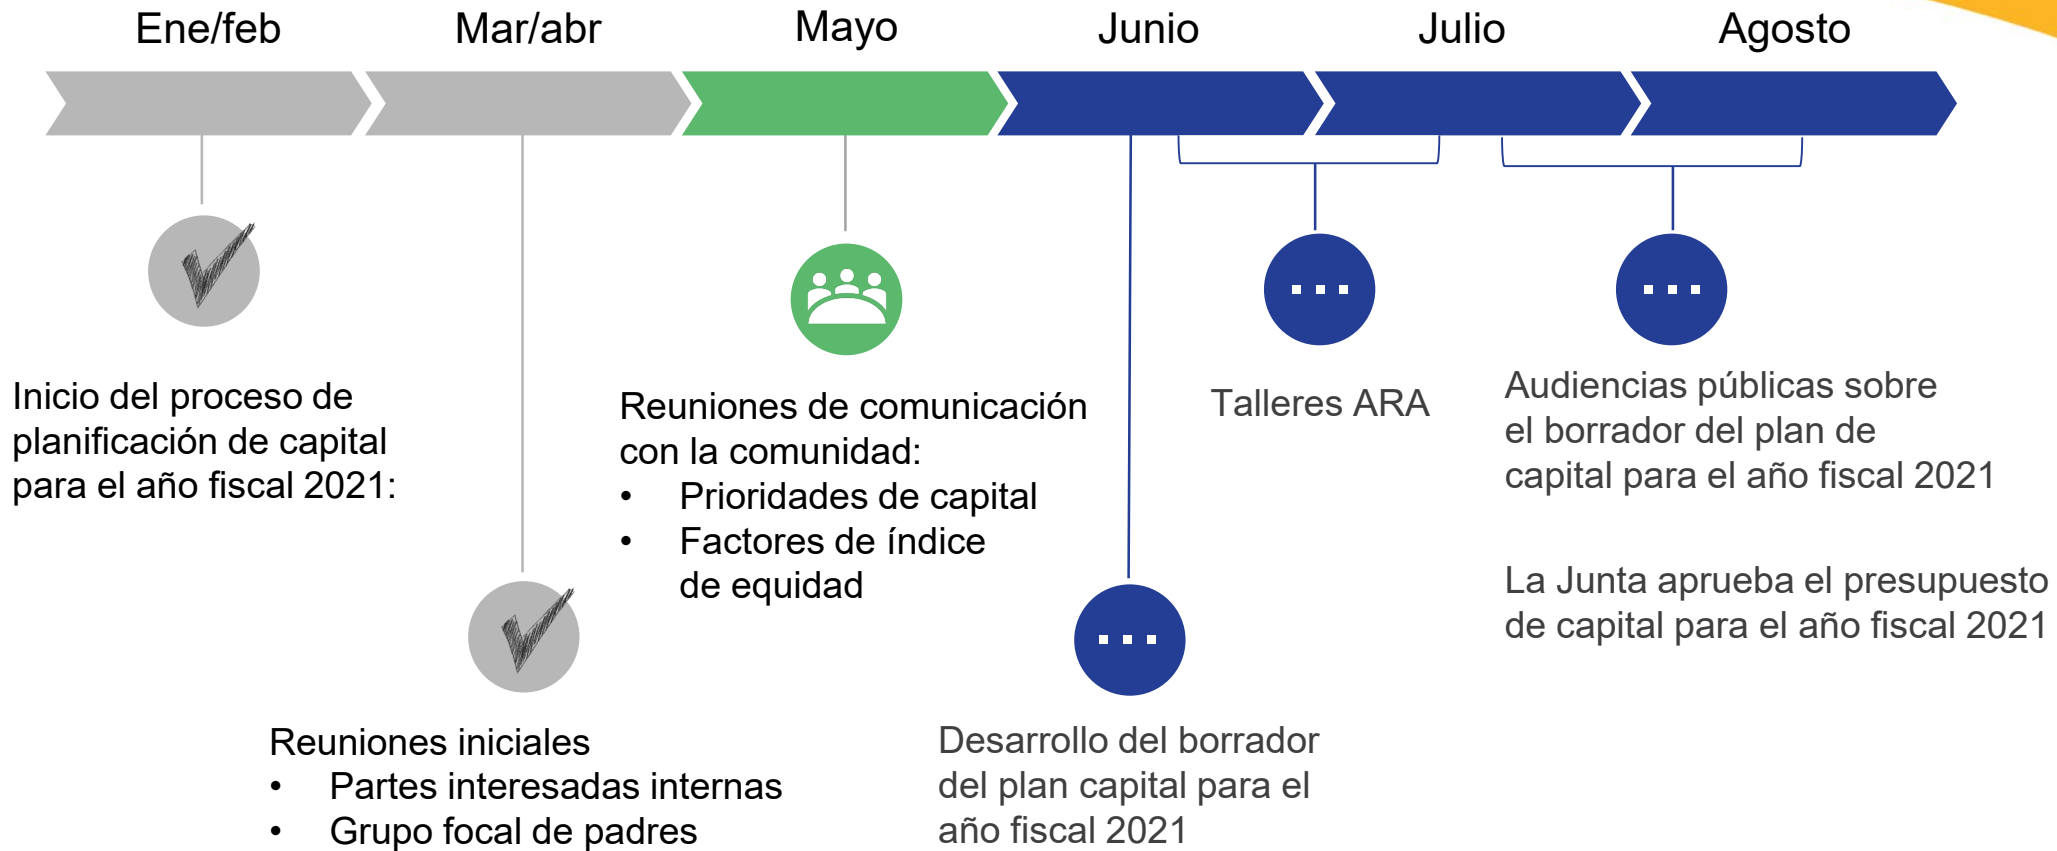 Ene/feb
Mar/abr
Mayo
Junio
Julio
Agosto
Inicio del proceso de
planificación de capital
para el año fiscal 2021:
Reuniones iniciales
• Partes interesadas internas
• Grupo focal de padres
Reuniones de comunicación
con la comunidad:
• Prioridades de capital
• Factores de índice
de equidad
Desarrollo del borrador
del plan capital para el
año fiscal 2021
Talleres ARA
Audiencias públicas sobre
el borrador del plan de
capital para el año fiscal 2021
La Junta aprueba el presupuesto
de capital para el año fiscal 2021